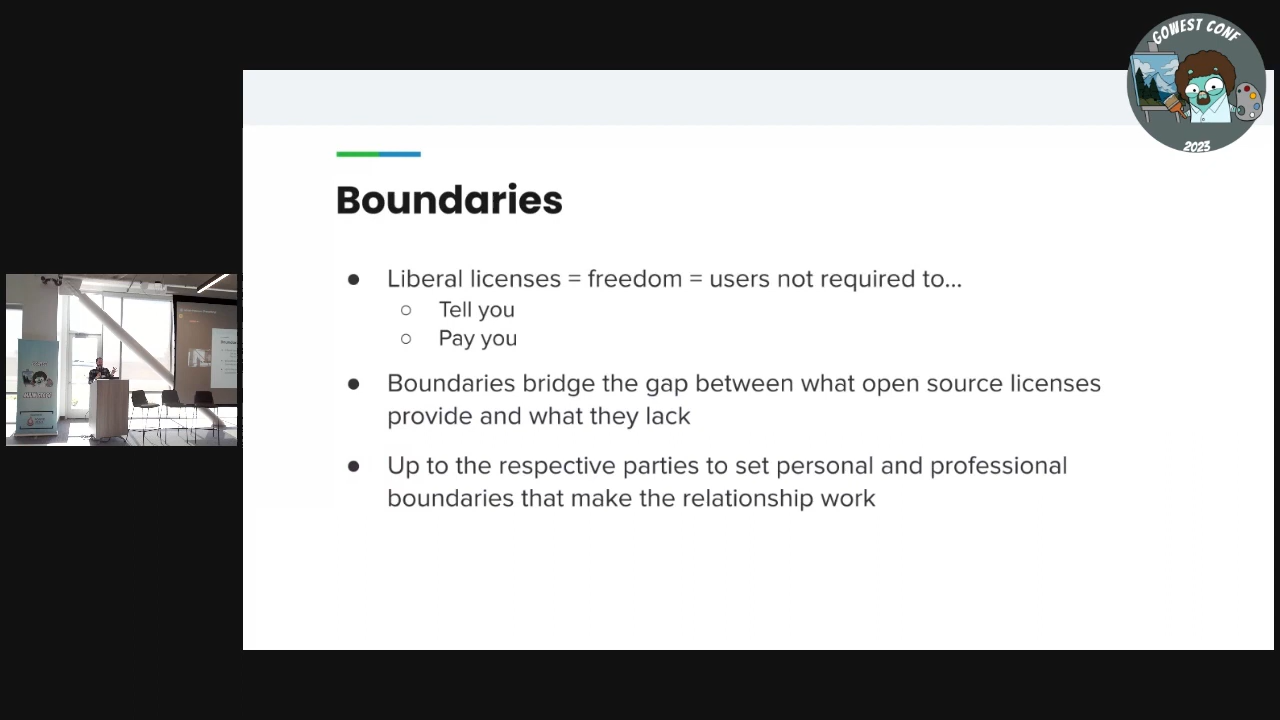 GOWEST CONF
2023
Boundaries
● Liberal licenses = freedom = users not required to...
○ Tell you
○ Pay you
● Boundaries bridge the gap between what open source licenses
provide and what they lack
● Up to the respective parties to set personal and professional
boundaries that make the relationship work